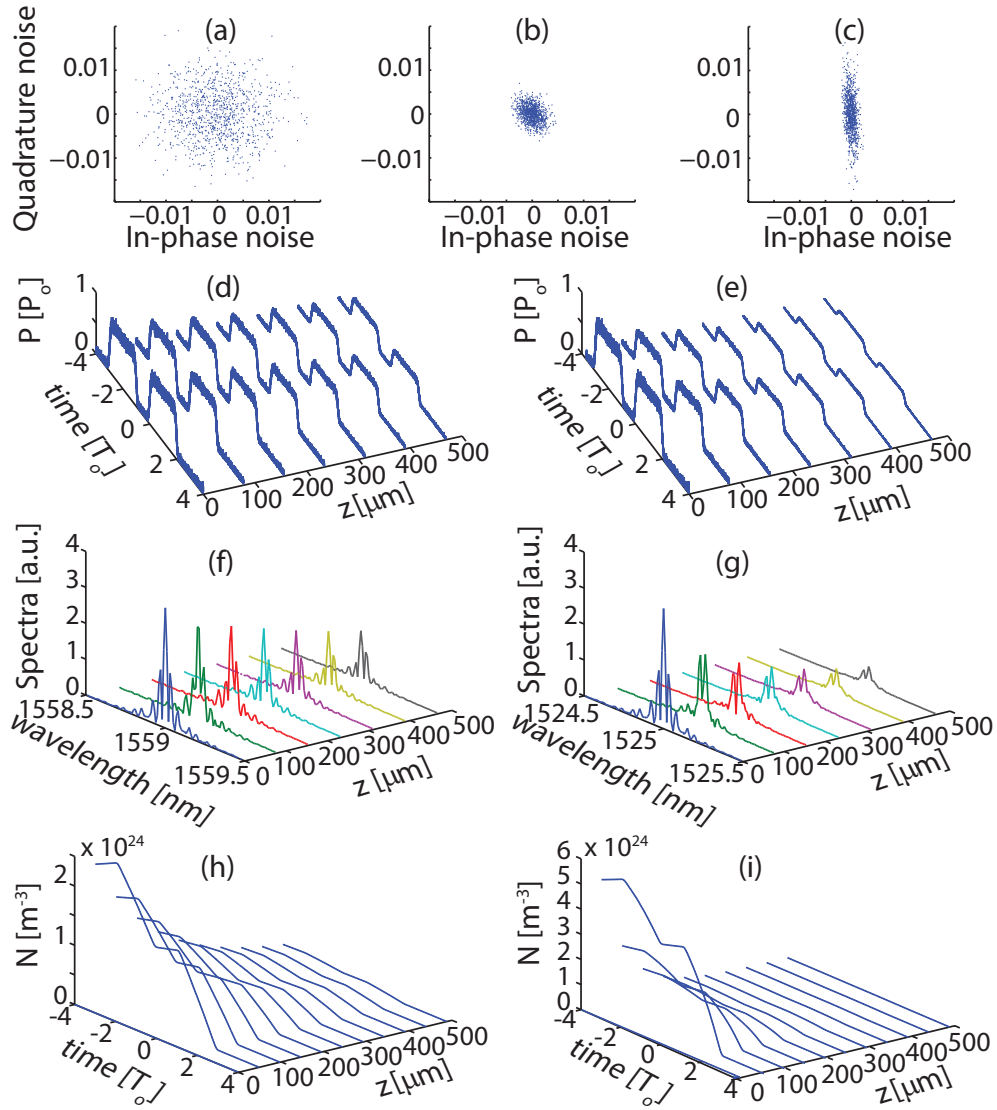 (a)
(b)
(c)
Quadrature noise
0.01
0
−0.01
0.01
0
−0.01
0.01
0
−0.01
−0.01 0 0.01
−0.01 0 0.01
−0.01 0 0.01
In-phase noise
In-phase noise
In-phase noise
(d)
P [Pₒ]
1
0
-4
-2
0
2
4
time [Tₒ]
0
100
200
300
400
500
z [μm]
(e)
P [Pₒ]
1
0
-4
-2
0
2
4
time [Tₒ]
0
100
200
300
400
500
z [μm]
(f)
Spectra [a.u.]
4
3
2
1
0
1558.5
1559
1559.5
wavelength [nm]
0
100
200
300
400
500
z [μm]
(g)
Spectra [a.u.]
4
3
2
1
0
1524.5
1525
1525.5
wavelength [nm]
0
100
200
300
400
500
z [μm]
(h)
x 10²⁴
N [m⁻³]
2
1
0
-4
-2
0
2
4
time [Tₒ]
0
100
200
300
400
500
z [μm]
(i)
x 10²⁴
N [m⁻³]
6
5
4
3
2
1
0
-4
-2
0
2
4
time [Tₒ]
0
100
200
300
400
500
z [μm]